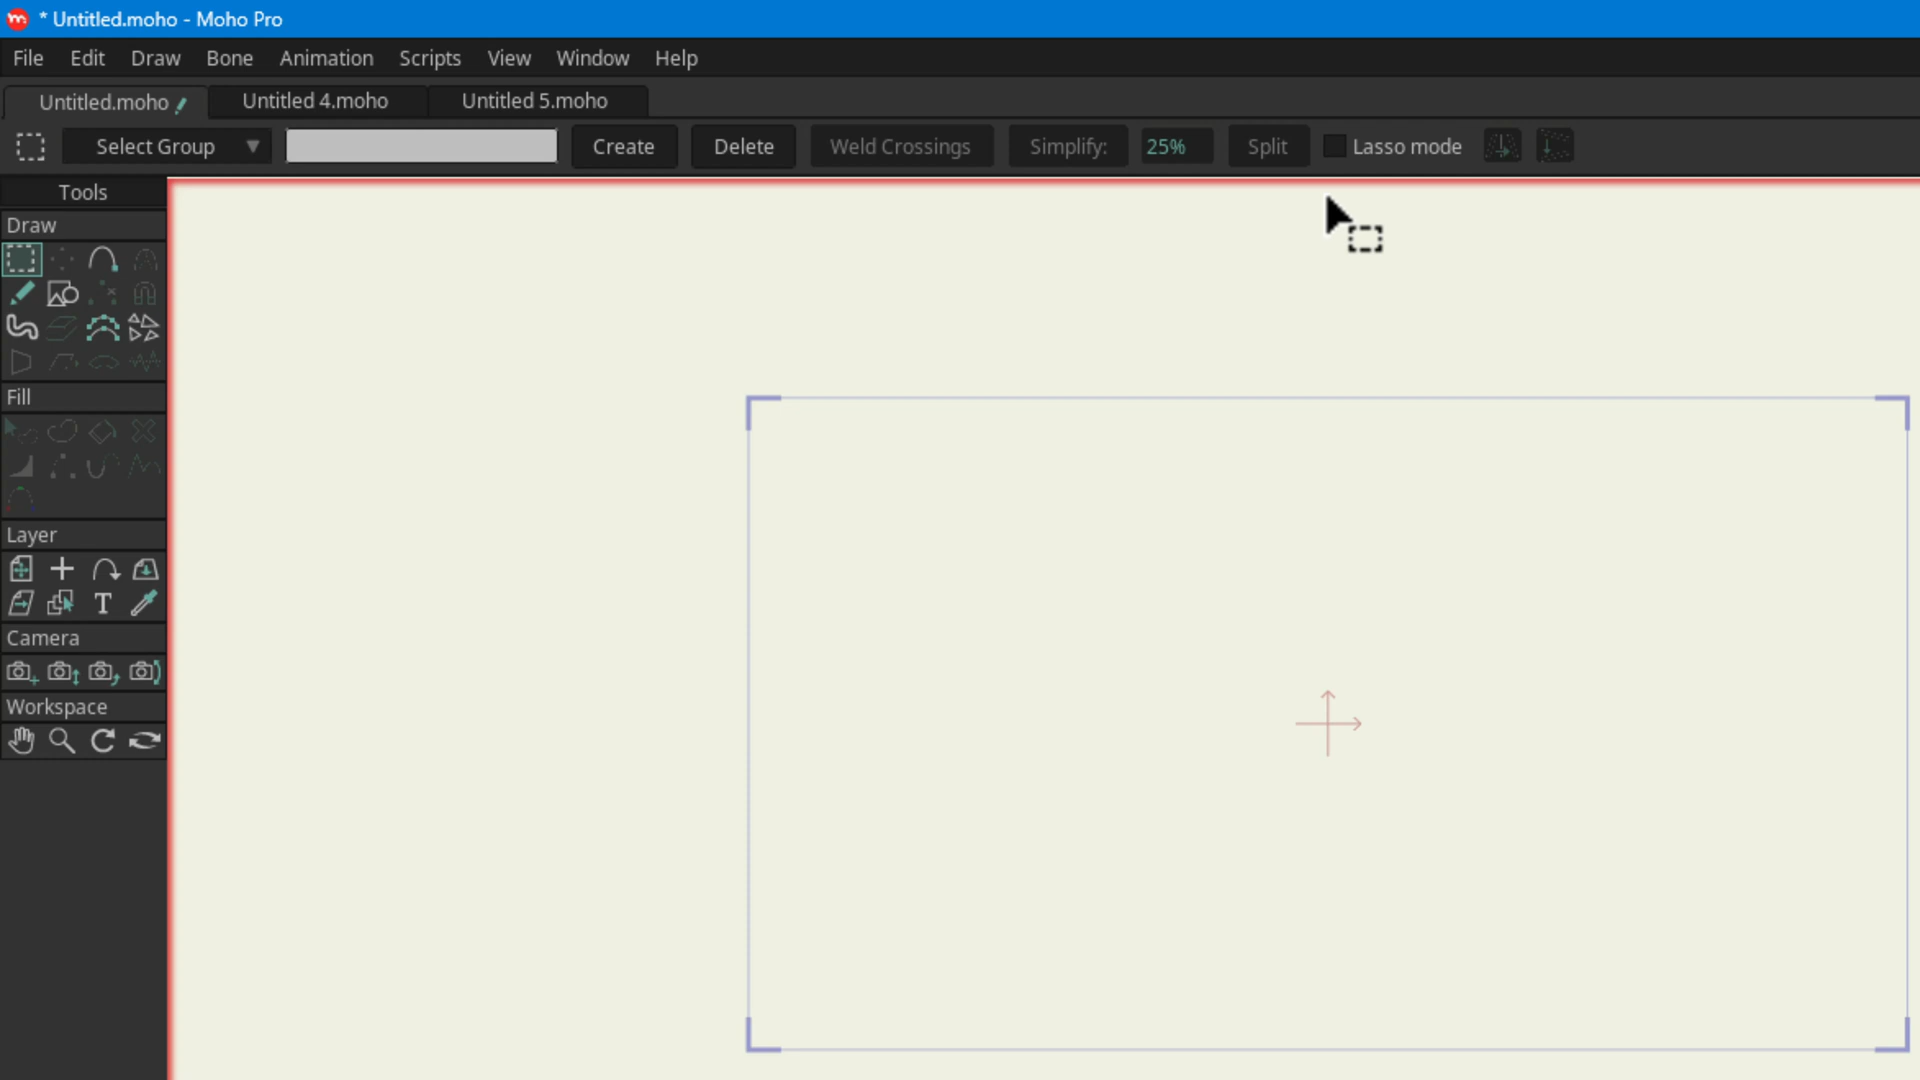 * Untitled.moho - Moho Pro
File Edit Draw Bone Animation Scripts View Window Help
Untitled.moho Untitled 4.moho Untitled 5.moho
Select Group Create Delete Weld Crossings Simplify: 25% Split Lasso mode
Tools
Draw
Fill
Layer
T
Camera
Workspace